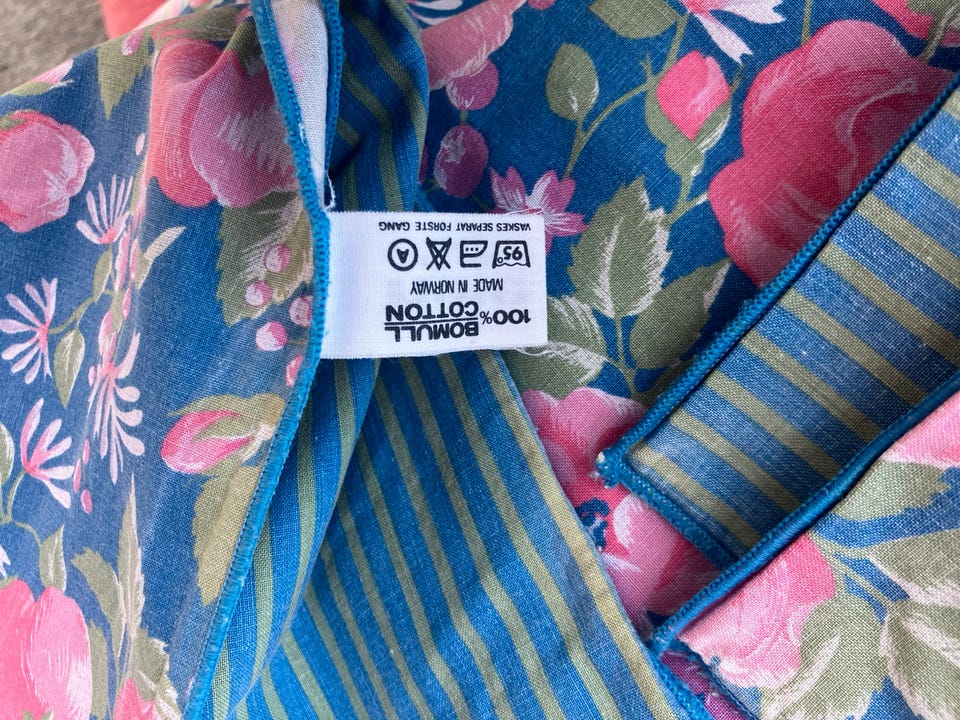 100% BOMULL
COTTON
MADE IN NORWAY
95°
A
VASKES SEPARAT FØRSTE GANG